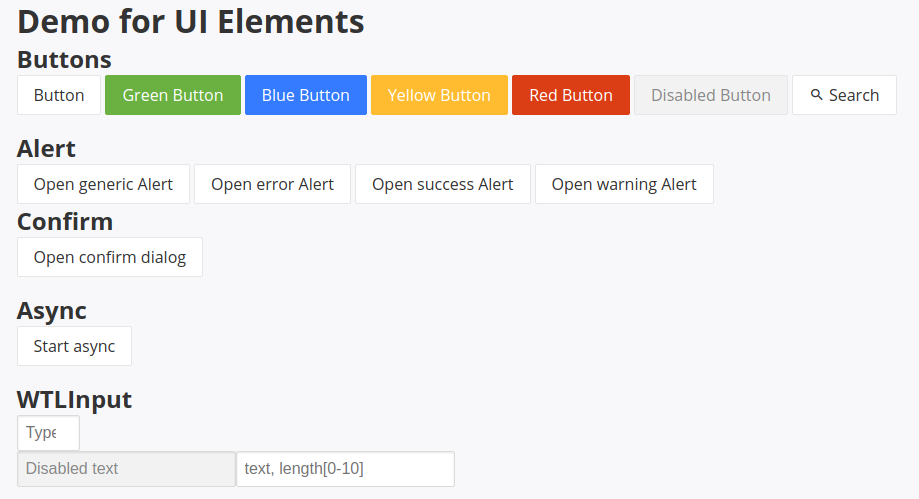 Demo for UI Elements
Buttons
Button Green Button Blue Button Yellow Button Red Button Disabled Button Search
Alert
Open generic Alert Open error Alert Open success Alert Open warning Alert
Confirm
Open confirm dialog
Async
Start async
WTLInput
Type
Disabled text text, length[0-10]